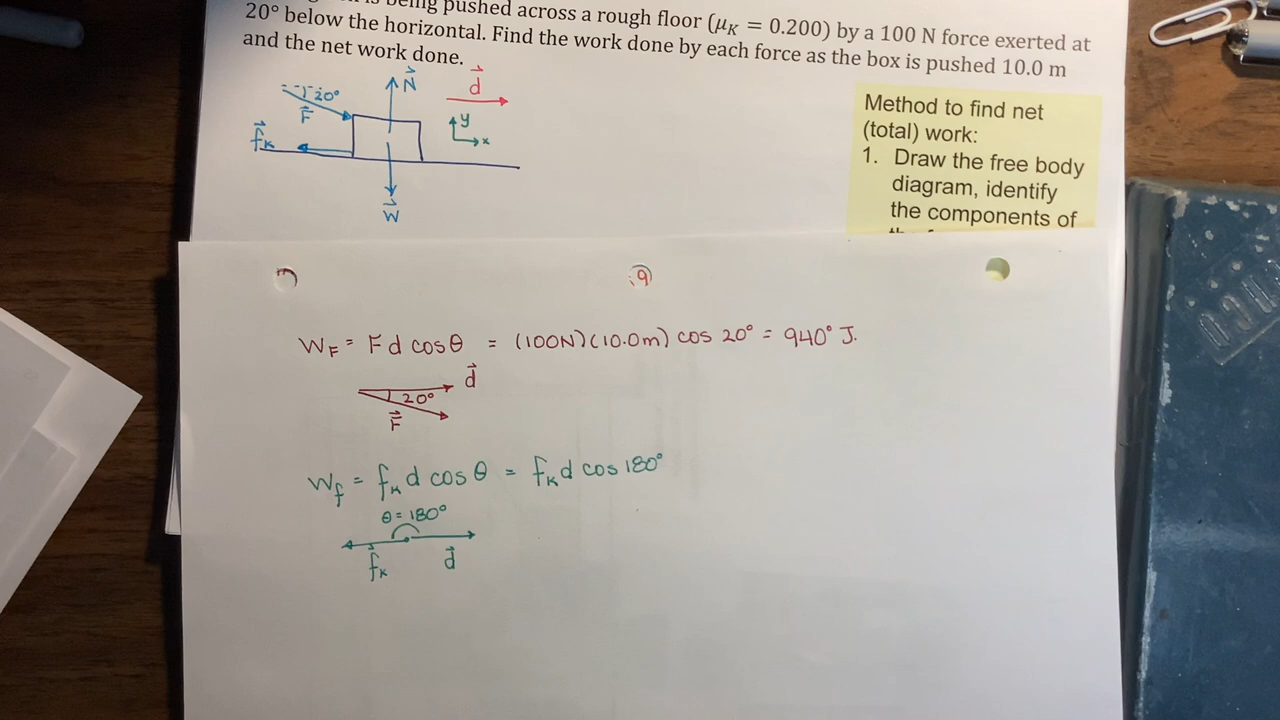 being pushed across a rough floor (μK = 0.200) by a 100 N force exerted at
20° below the horizontal. Find the work done by each force as the box is pushed 10.0 m
and the net work done.
N
d
20°
F
y
x
fK
W
Method to find net
(total) work:
1. Draw the free body
diagram, identify
the components of
WF = F d cosθ = (100N)(10.0m) cos 20° = 940° J.
d
20°
F
Wf = fK d cos θ = fK d cos 180°
θ = 180°
fK
d